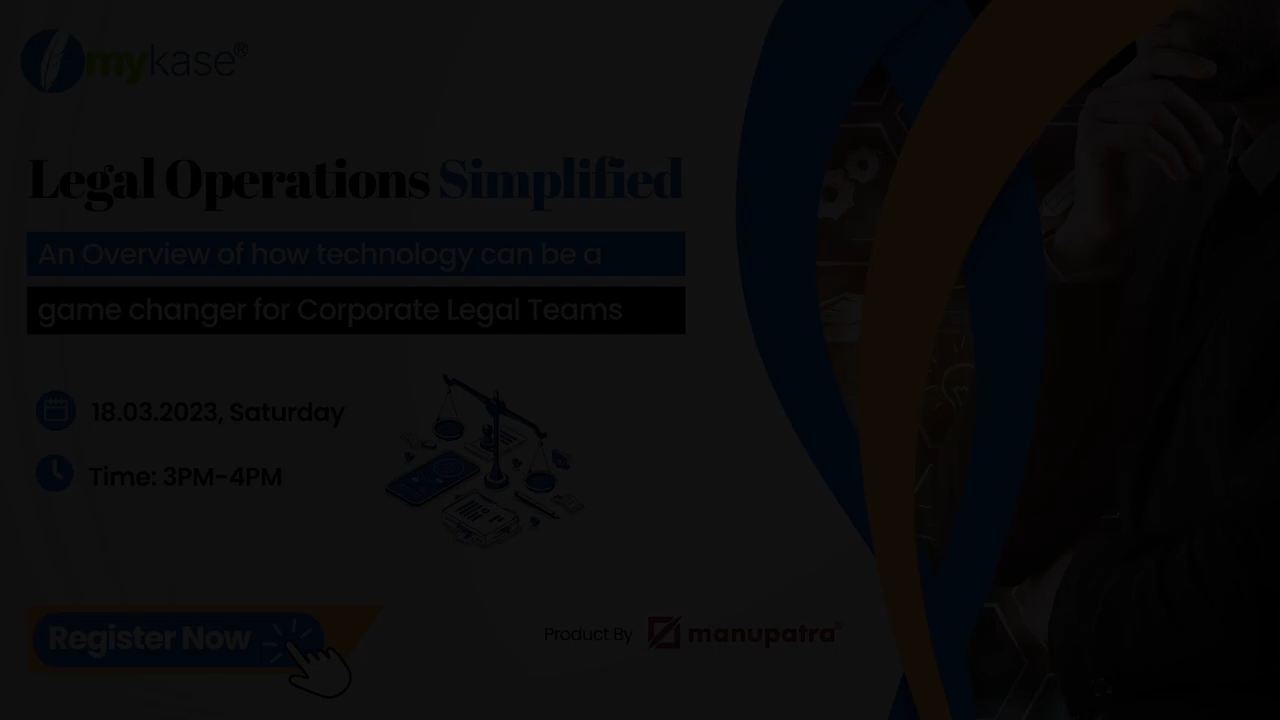 mykase®
Legal Operations Simplified
An Overview of how technology can be a
game changer for Corporate Legal Teams
18.03.2023, Saturday
Time: 3PM-4PM
Register Now
Product By manupatra®